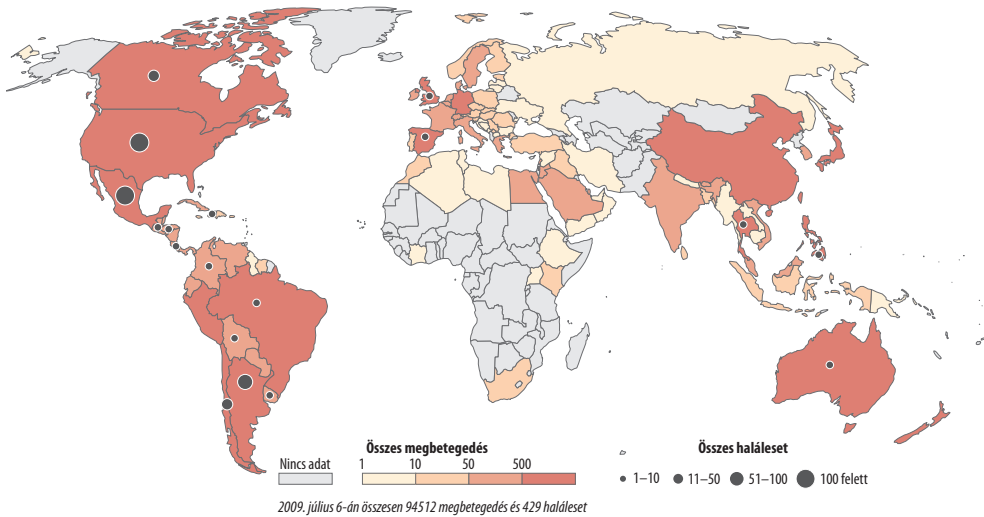 Összes megbetegedés
Nincs adat 1 10 50 500
Összes haláleset
1–10 11–50 51–100 100 felett
2009. július 6-án összesen 94512 megbetegedés és 429 haláleset